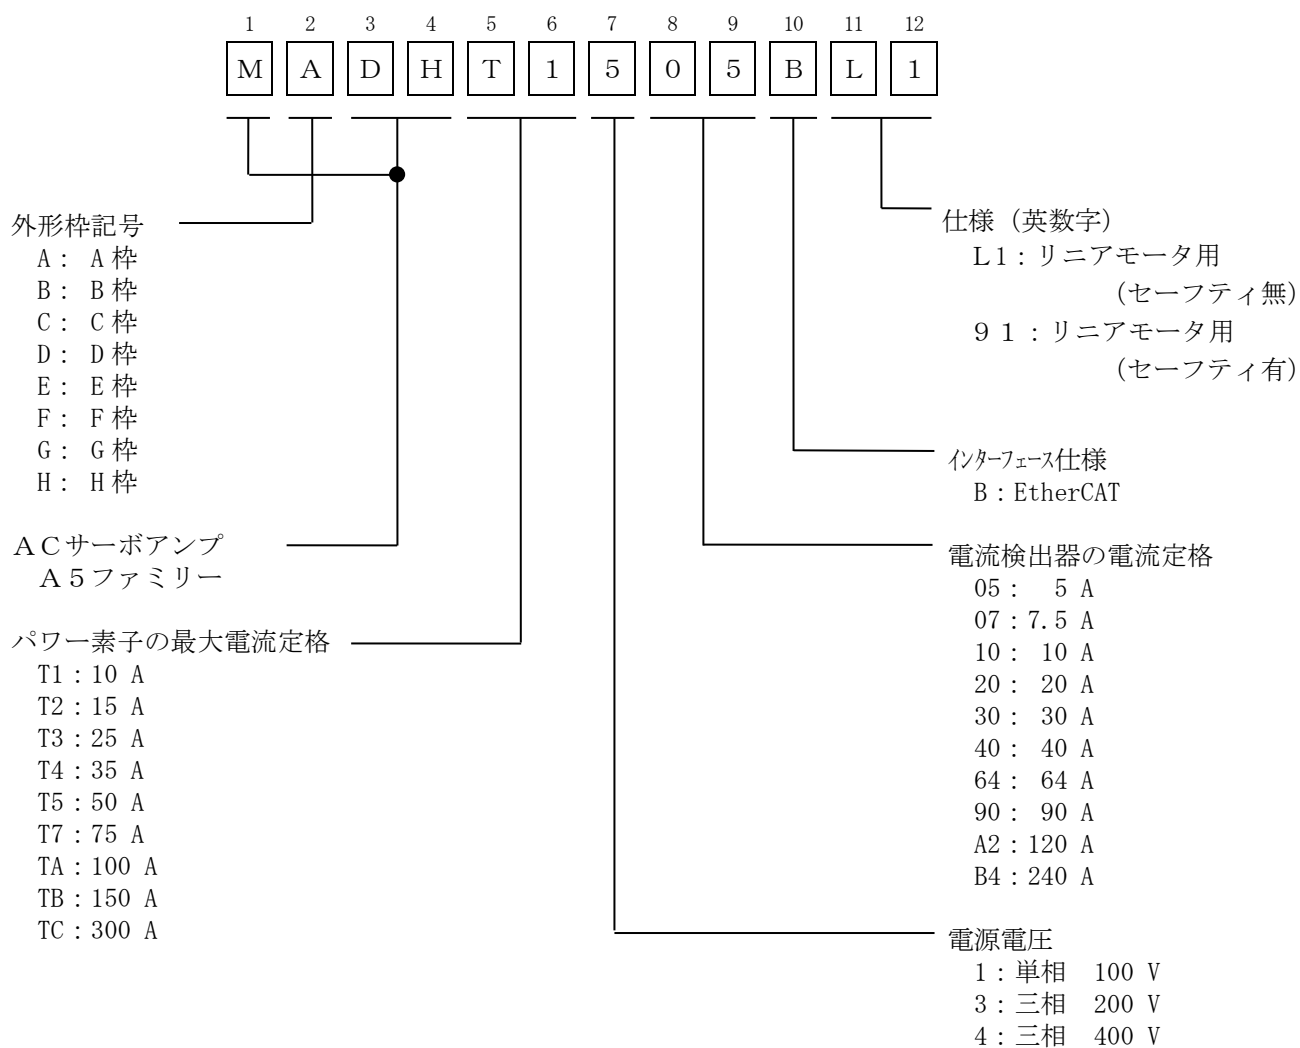 1 2 3 4 5 6 7 8 9 10 11 12
M A D H T 1 5 0 5 B L 1
外形枠記号
A: A枠
B: B枠
C: C枠
D: D枠
E: E枠
F: F枠
G: G枠
H: H枠
ACサーボアンプ
A5ファミリー
パワー素子の最大電流定格
T1:10 A
T2:15 A
T3:25 A
T4:35 A
T5:50 A
T7:75 A
TA:100 A
TB:150 A
TC:300 A
仕様（英数字）
L1:リニアモータ用
（セーフティ無）
91:リニアモータ用
（セーフティ有）
インターフェース仕様
B:EtherCAT
電流検出器の電流定格
05: 5 A
07:7.5 A
10: 10 A
20: 20 A
30: 30 A
40: 40 A
64: 64 A
90: 90 A
A2:120 A
B4:240 A
電源電圧
1:単相 100 V
3:三相 200 V
4:三相 400 V